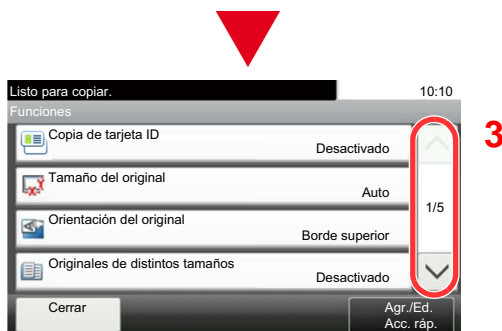 Listo para copiar. 10:10
Funciones
Copia de tarjeta ID
Desactivado
Tamaño del original
Auto
Orientación del original
Borde superior
Originales de distintos tamaños
Desactivado
1/5
3
Cerrar
Agr./Ed.
Acc. ráp.